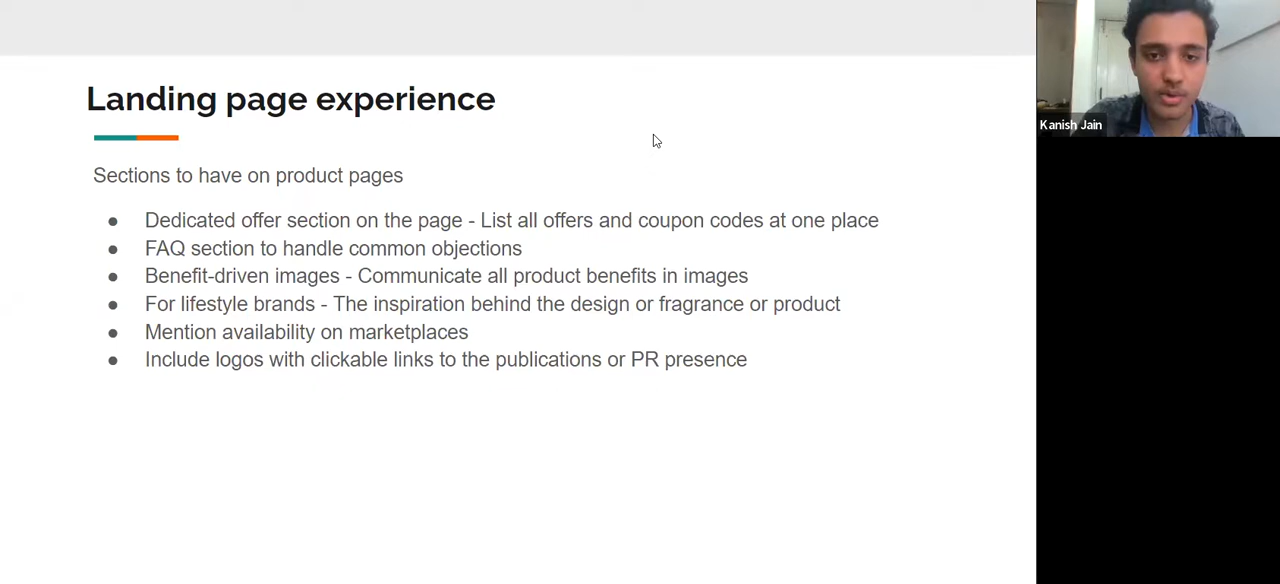 Landing page experience
Sections to have on product pages
● Dedicated offer section on the page - List all offers and coupon codes at one place
● FAQ section to handle common objections
● Benefit-driven images - Communicate all product benefits in images
● For lifestyle brands - The inspiration behind the design or fragrance or product
● Mention availability on marketplaces
● Include logos with clickable links to the publications or PR presence
Kanish Jain